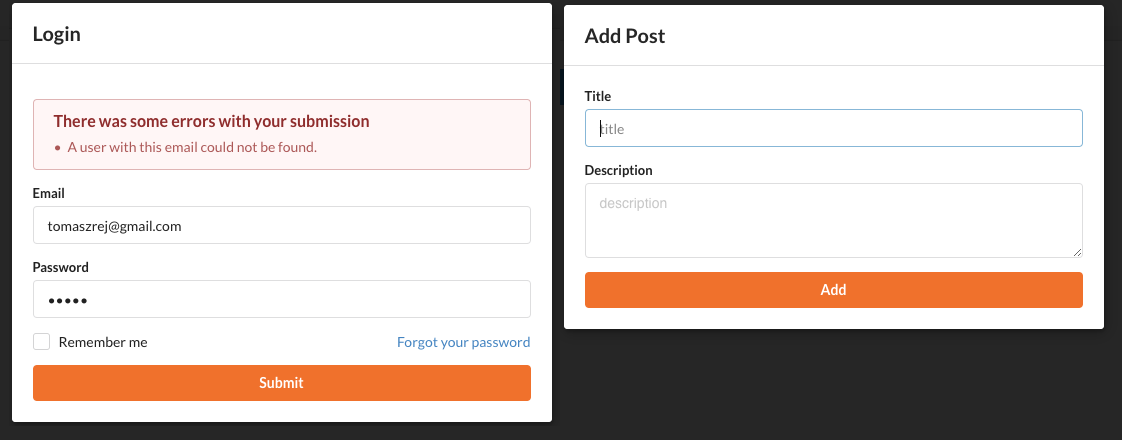 Login
There was some errors with your submission
• A user with this email could not be found.
Email
tomaszrej@gmail.com
Password
•••••
Remember me
Forgot your password
Submit
Add Post
Title
title
Description
description
Add